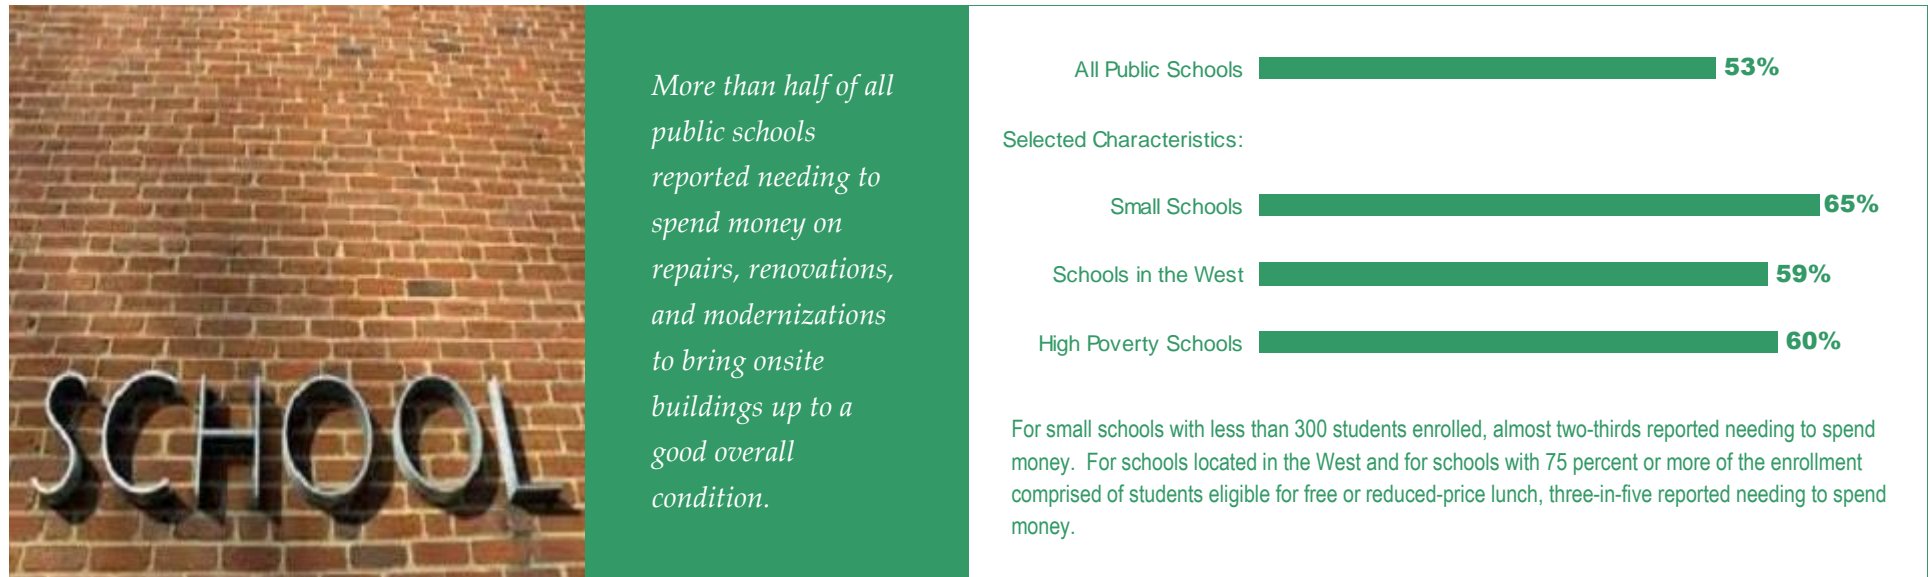 SCHOOL
More than half of all
public schools
reported needing to
spend money on
repairs, renovations,
and modernizations
to bring onsite
buildings up to a
good overall
condition.
All Public Schools 53%
Selected Characteristics:
Small Schools 65%
Schools in the West 59%
High Poverty Schools 60%
For small schools with less than 300 students enrolled, almost two-thirds reported needing to spend
money. For schools located in the West and for schools with 75 percent or more of the enrollment
comprised of students eligible for free or reduced-price lunch, three-in-five reported needing to spend
money.